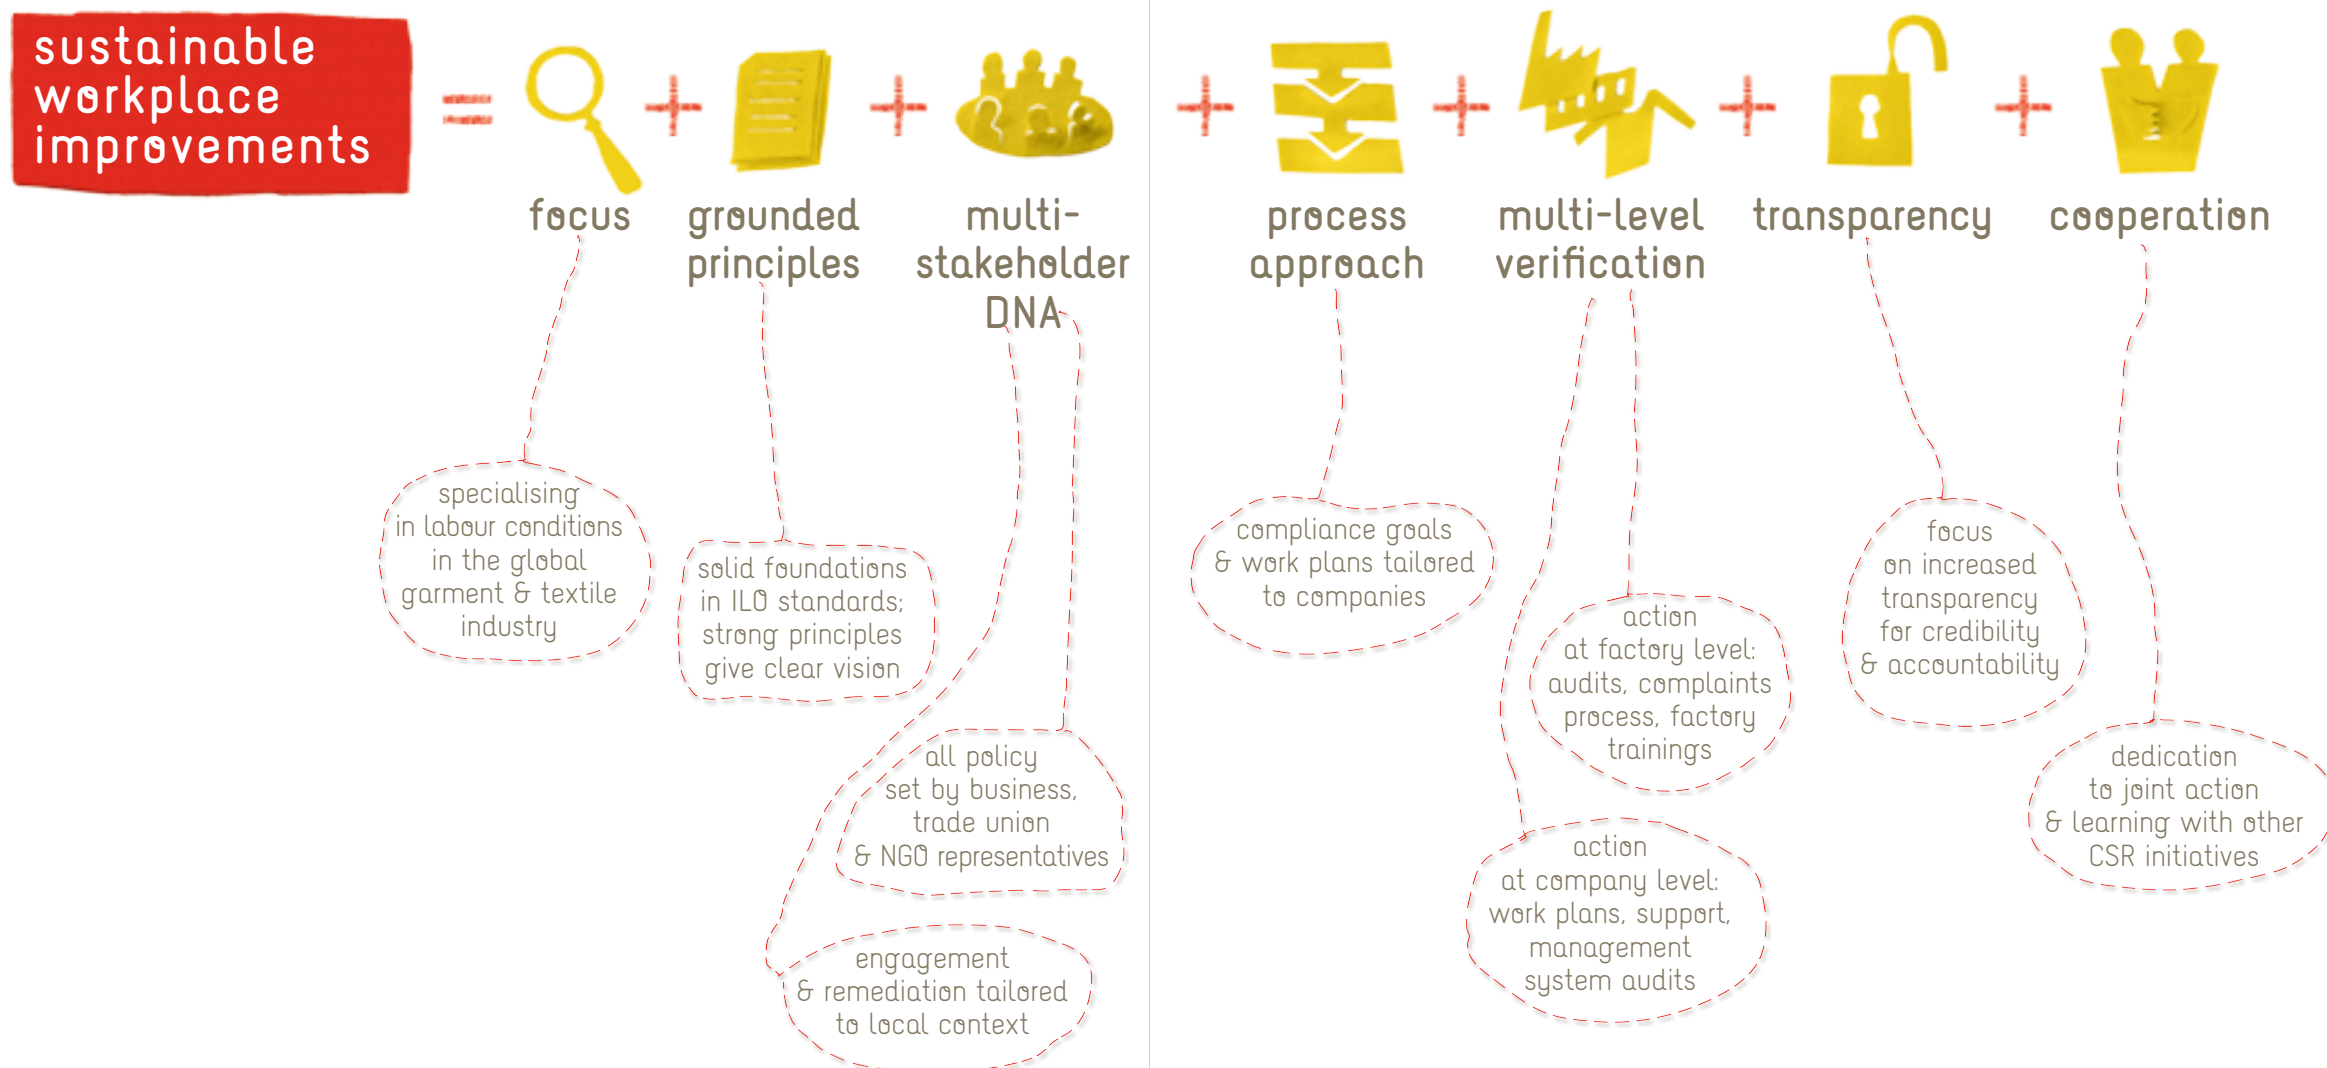 sustainable
workplace
improvements
=
+
+
+
+
+
+
focus
grounded
principles
multi-
stakeholder
DNA
process
approach
multi-level
verification
transparency
cooperation
specialising
in labour conditions
in the global
garment & textile
industry
solid foundations
in ILO standards;
strong principles
give clear vision
all policy
set by business,
trade union
& NGO representatives
engagement
& remediation tailored
to local context
compliance goals
& work plans tailored
to companies
action
at factory level:
audits, complaints
process, factory
trainings
action
at company level:
work plans, support,
management
system audits
focus
on increased
transparency
for credibility
& accountability
dedication
to joint action
& learning with other
CSR initiatives